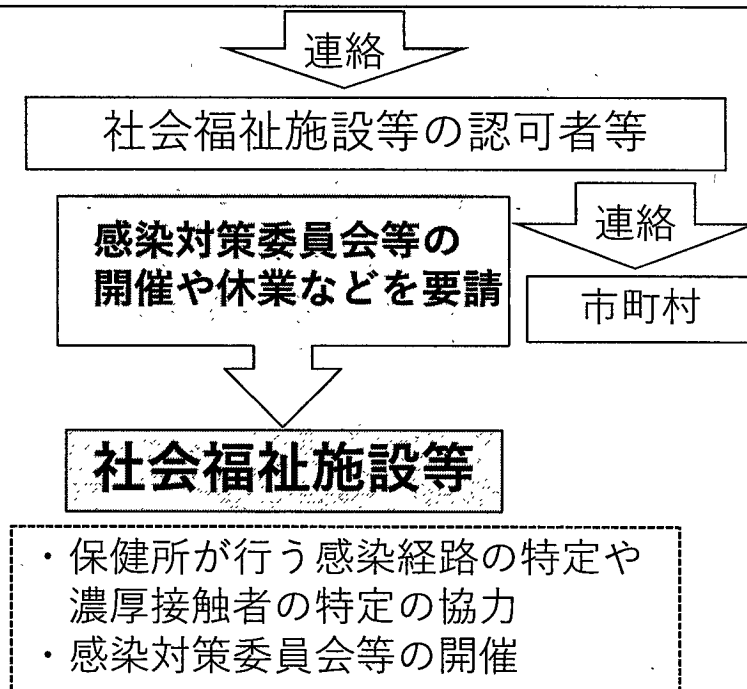 連絡
社会福祉施設等の認可者等
感染対策委員会等の
開催や休業などを要請
連絡
市町村
社会福祉施設等
・保健所が行う感染経路の特定や
濃厚接触者の特定の協力
・感染対策委員会等の開催